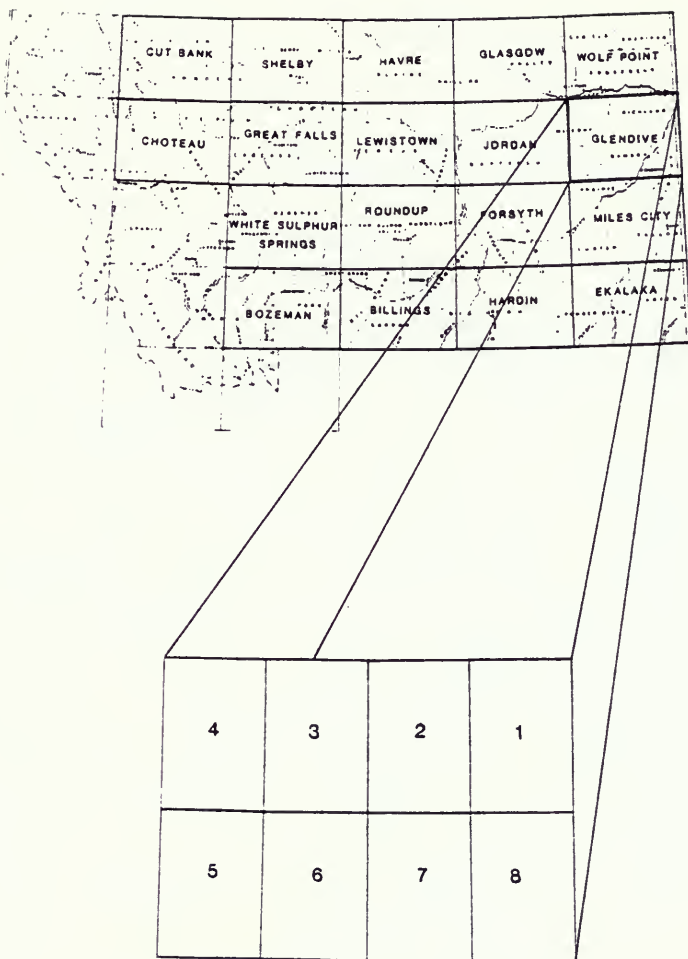 CUT BANK
SHELBY
HAVRE
GLASGOW
WOLF POINT
CHOTEAU
GREAT FALLS
LEWISTOWN
JORDAN
GLENDIVE
WHITE SULPHUR
SPRINGS
ROUNDUP
FORSYTH
MILES CITY
BOZEMAN
BILLINGS
HARDIN
EKALAKA
4 3 2 1
5 6 7 8